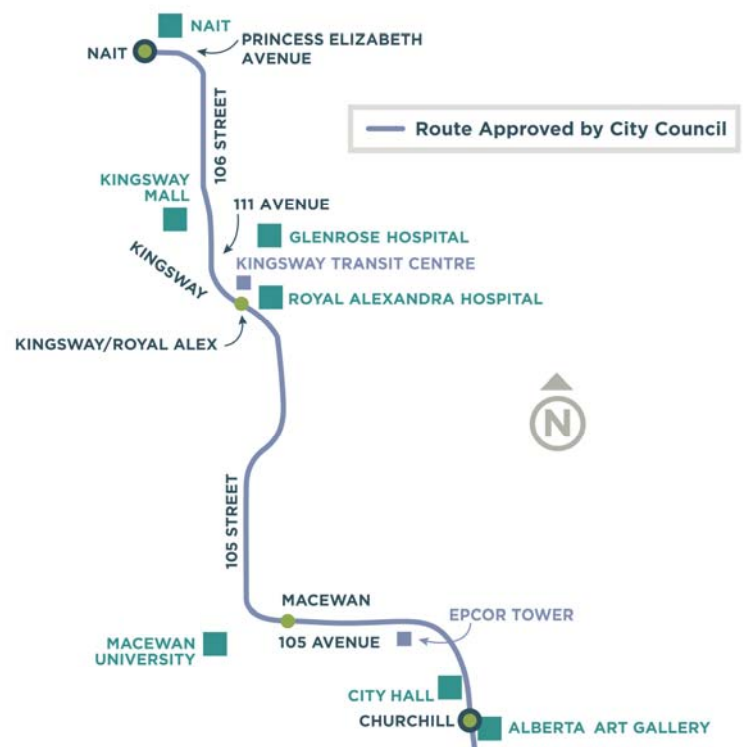 NAIT
NAIT
PRINCESS ELIZABETH
AVENUE
106 STREET
Route Approved by City Council
KINGSWAY
MALL
111 AVENUE
GLENROSE HOSPITAL
KINGSWAY
KINGSWAY TRANSIT CENTRE
ROYAL ALEXANDRA HOSPITAL
KINGSWAY/ROYAL ALEX
N
105 STREET
MACEWAN
EPCOR TOWER
105 AVENUE
MACEWAN
UNIVERSITY
CITY HALL
CHURCHILL
ALBERTA ART GALLERY